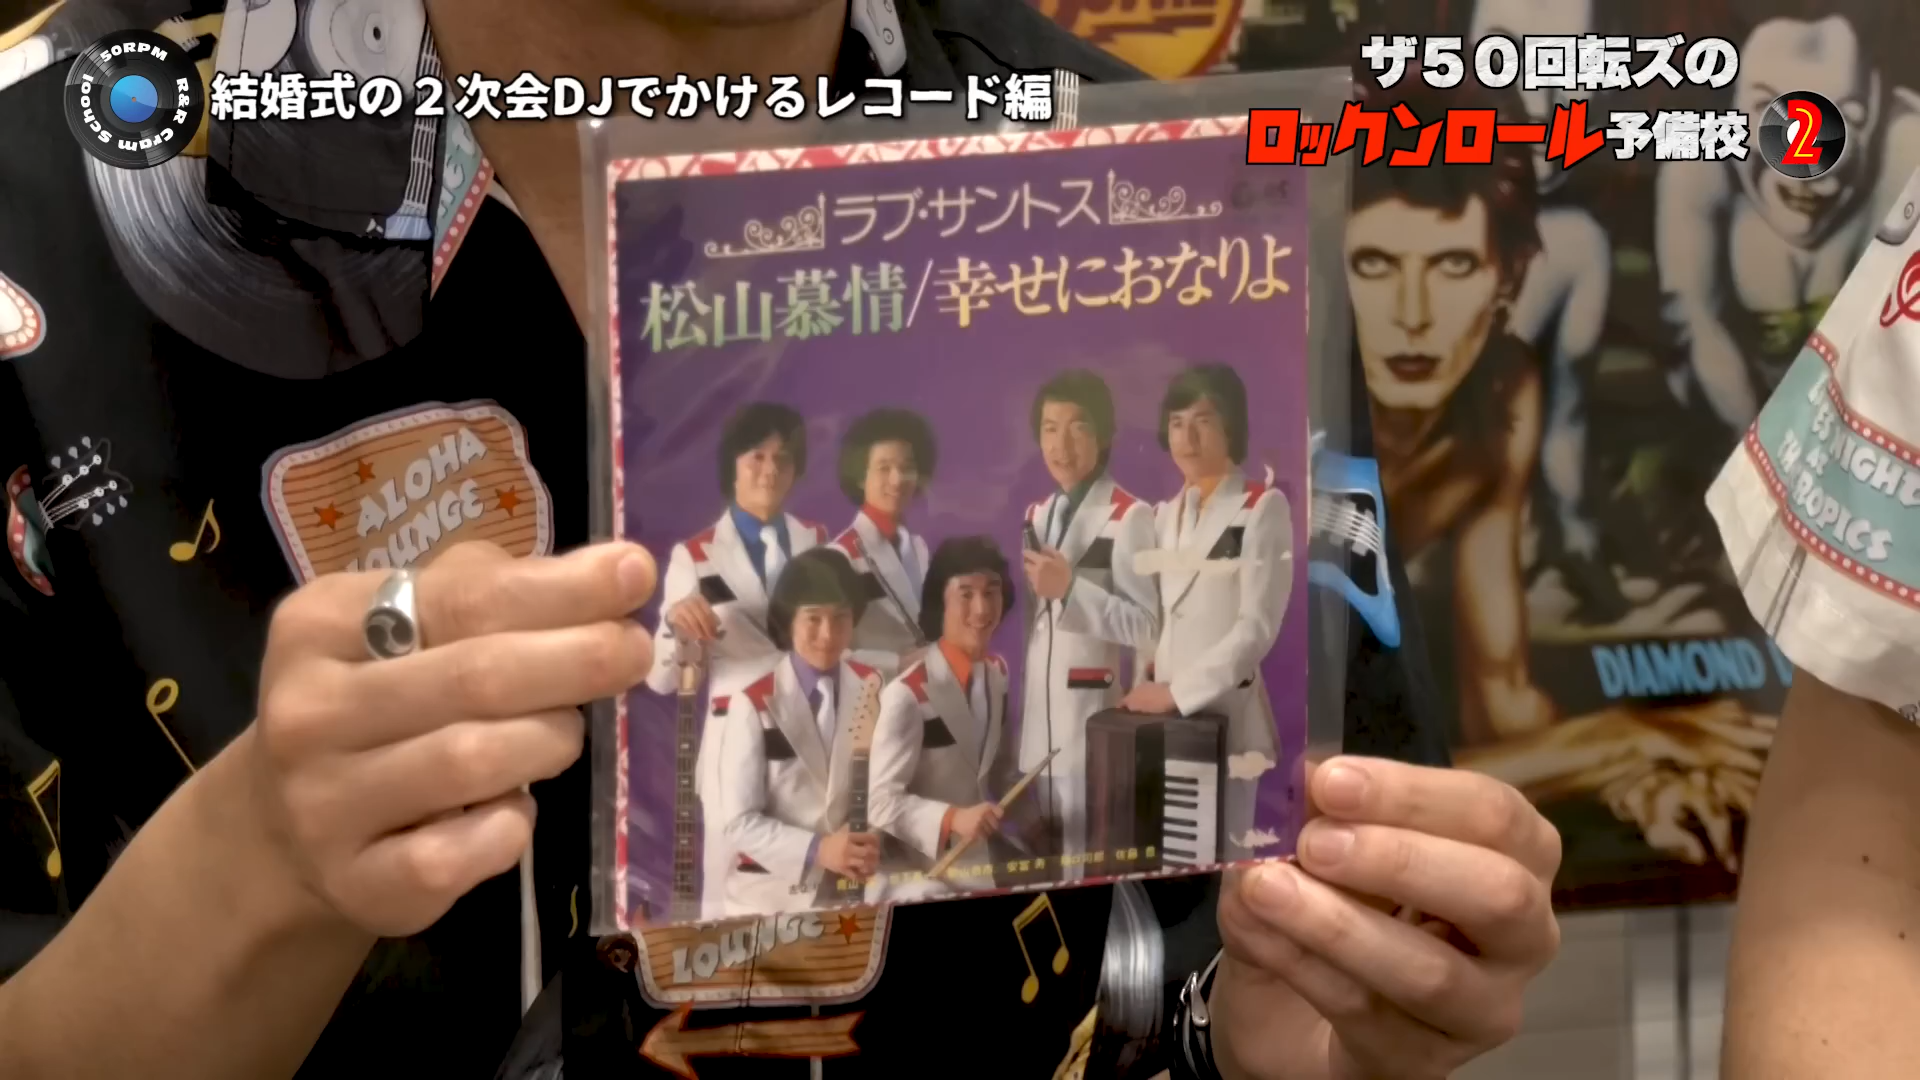 50RPM R&R Cram School
結婚式の２次会DJでかけるレコード編
ザ５０回転ズの
ロックンロール予備校
2
ラブ・サントス
松山慕情/幸せにおなりよ
ALOHA
LOUNGE
LOUNGE
DIAMOND
NIGHT
AT
THE TROPICS